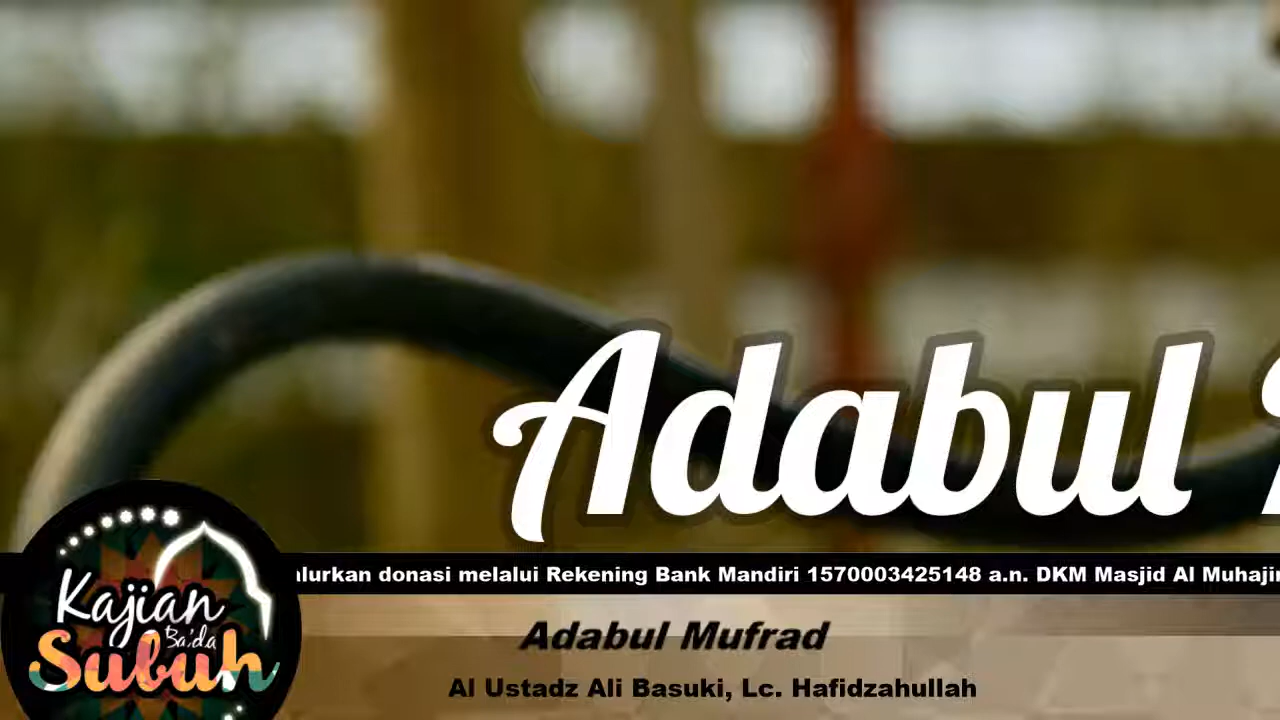 Adabul
alurkan donasi melalui Rekening Bank Mandiri 1570003425148 a.n. DKM Masjid Al Muhajir
Kajian
Ba'da
Subuh
Adabul Mufrad
Al Ustadz Ali Basuki, Lc. Hafidzahullah